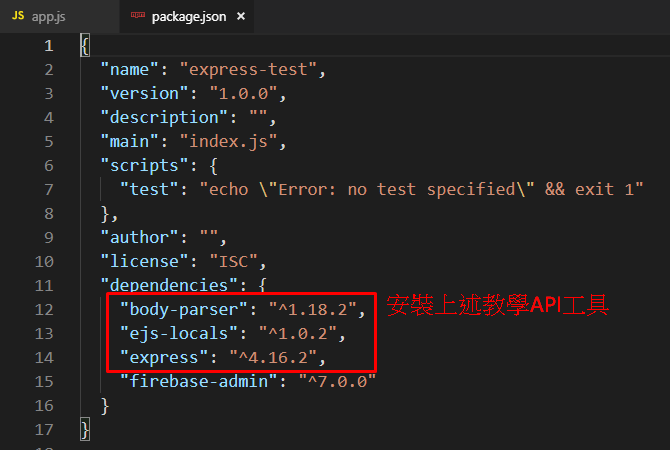 JS app.js
npm package.json ×
1 {
2 "name": "express-test",
3 "version": "1.0.0",
4 "description": "",
5 "main": "index.js",
6 "scripts": {
7 "test": "echo \"Error: no test specified\" && exit 1"
8 },
9 "author": "",
10 "license": "ISC",
11 "dependencies": {
12 "body-parser": "^1.18.2", 安裝上述教學API工具
13 "ejs-locals": "^1.0.2",
14 "express": "^4.16.2",
15 "firebase-admin": "^7.0.0"
16 }
17 }